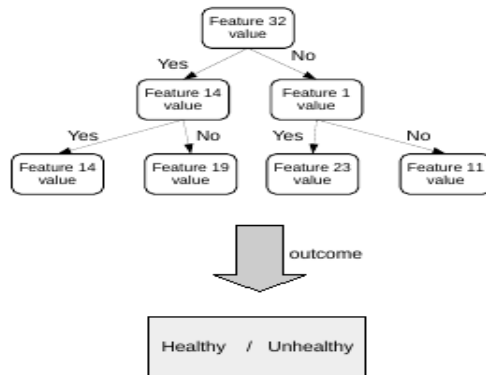 Feature 32
value
Yes
No
Feature 14
value
Feature 1
value
Yes
No
Yes
No
Feature 14
value
Feature 19
value
Feature 23
value
Feature 11
value
outcome
Healthy / Unhealthy